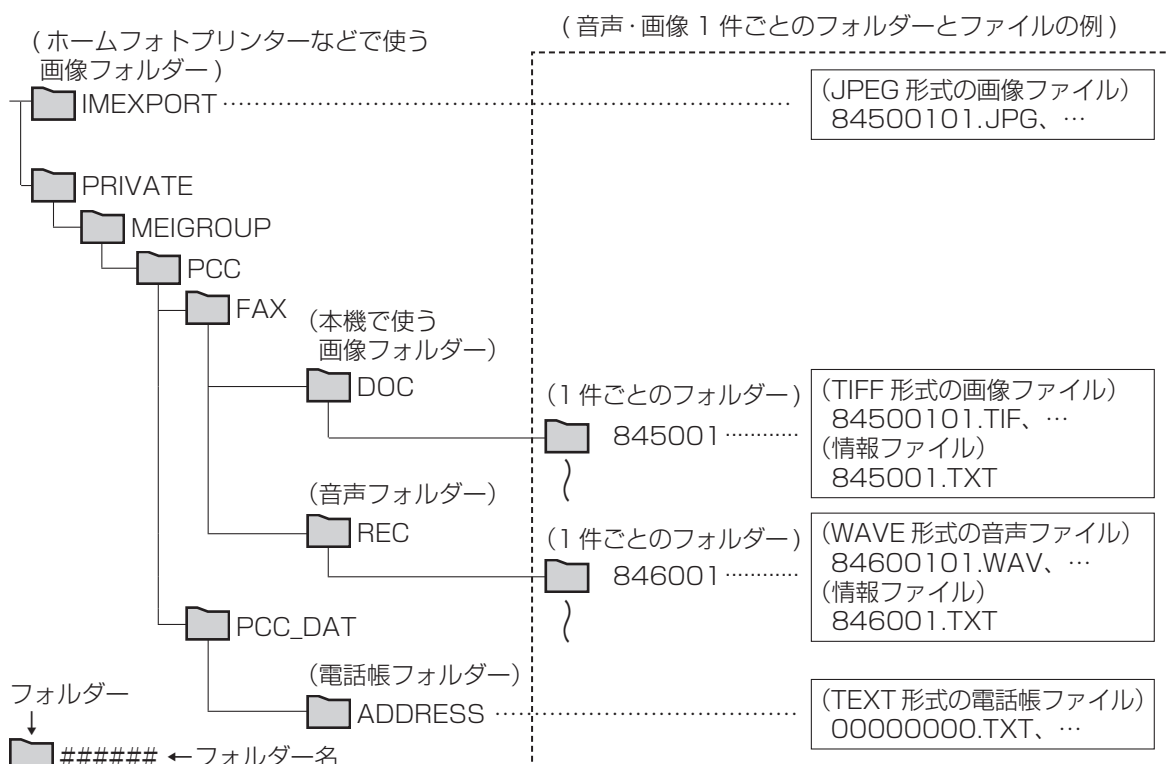 (音声・画像 1 件ごとのフォルダーとファイルの例)
(ホームフォトプリンターなどで使う
画像フォルダー)
IMEXPORT
(JPEG 形式の画像ファイル)
84500101.JPG、…
PRIVATE
MEIGROUP
PCC
FAX
(本機で使う
画像フォルダー)
DOC
(1 件ごとのフォルダー)
845001
(TIFF 形式の画像ファイル)
84500101.TIF、…
(情報ファイル)
845001.TXT
(音声フォルダー)
REC
(1 件ごとのフォルダー)
846001
(WAVE 形式の音声ファイル)
84600101.WAV、…
(情報ファイル)
846001.TXT
PCC_DAT
(電話帳フォルダー)
ADDRESS
(TEXT 形式の電話帳ファイル)
00000000.TXT、…
フォルダー
↓
###### ←フォルダー名